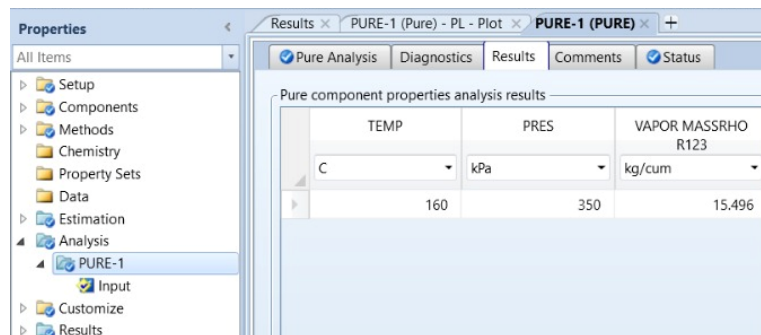 Properties <
All Items
Setup
Components
Methods
Chemistry
Property Sets
Data
Estimation
Analysis
PURE-1
Input
Customize
Results
Results × PURE-1 (Pure) - PL - Plot × PURE-1 (PURE) × +
Pure Analysis Diagnostics Results Comments Status
Pure component properties analysis results
TEMP PRES VAPOR MASSRHO
R123
C kPa kg/cum
160 350 15.496